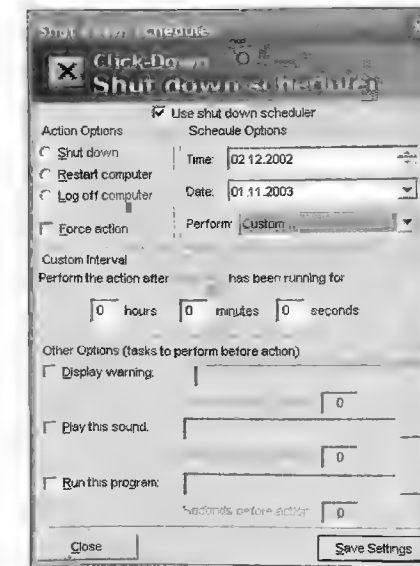 Shut down scheduler
Click-Do
Shut down scheduler
Use shut down scheduler
Action Options
Schedule Options
Shut down
Restart computer
Log off computer
Force action
Time: 02 12.2002
Date: 01.11.2003
Perform: Custom ...
Custom Interval
Perform the action after has been running for
0 hours 0 minutes 0 seconds
Other Options (tasks to perform before action)
Display warning:
0
Play this sound.
0
Run this program:
Seconds before action 0
Close
Save Settings